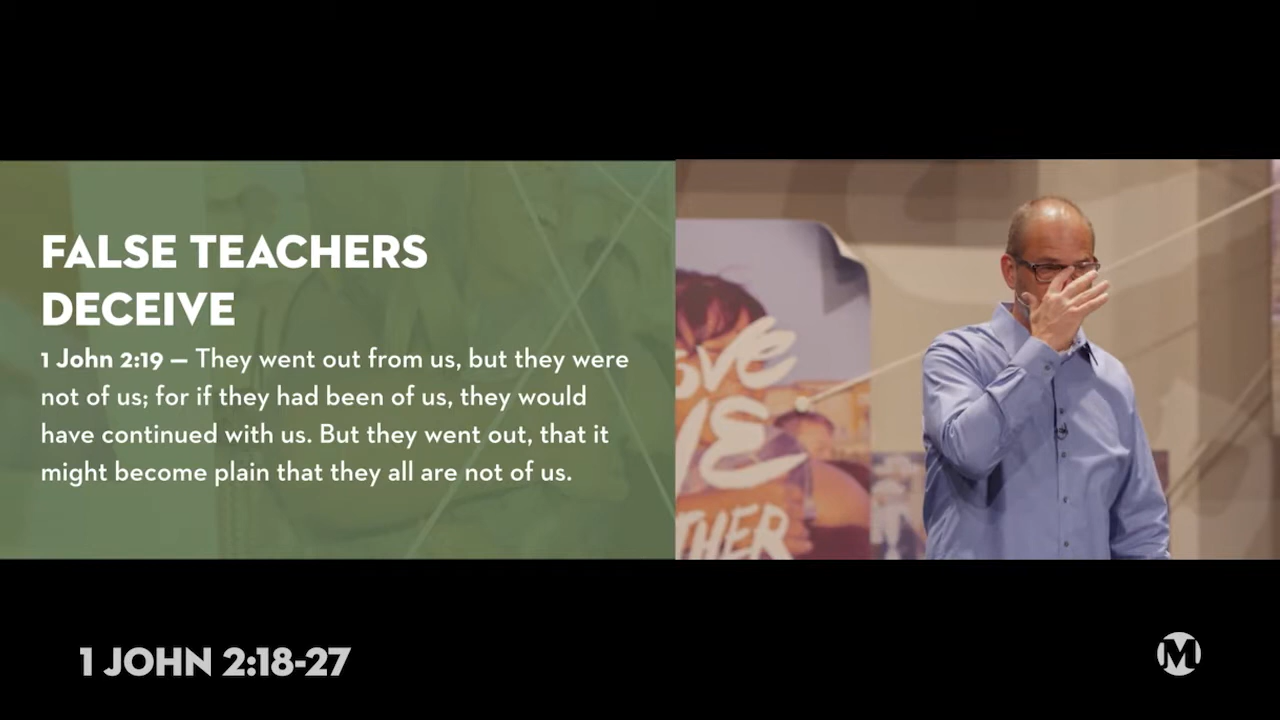 FALSE TEACHERS
DECEIVE
1 John 2:19 — They went out from us, but they were
not of us; for if they had been of us, they would
have continued with us. But they went out, that it
might become plain that they all are not of us.
ove
THER
1 JOHN 2:18-27
M